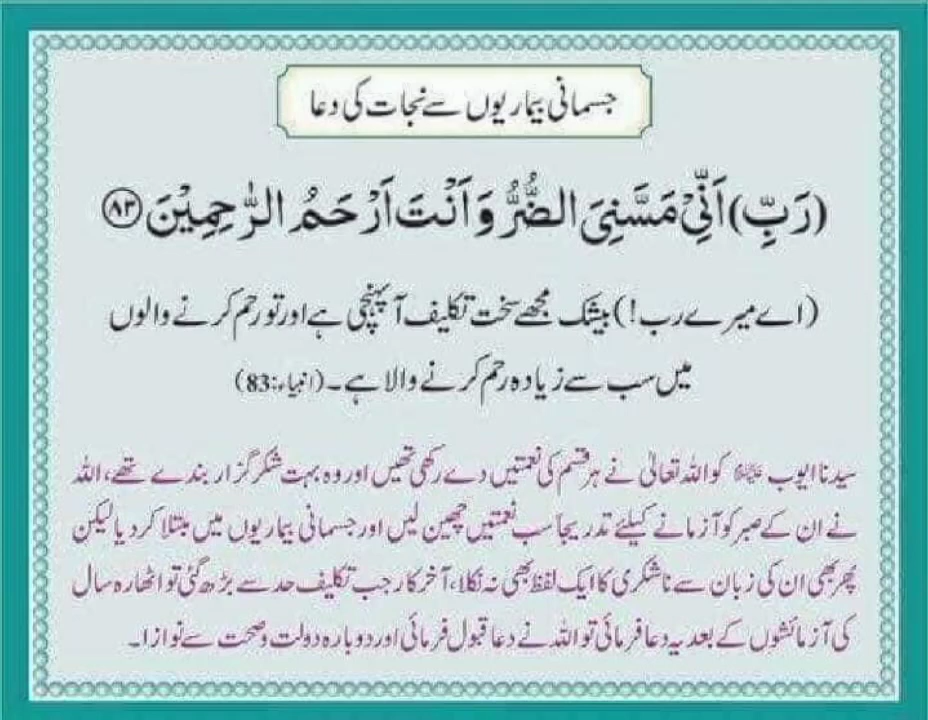 جسمانی بیماریوں سے نجات کی دعا
(رَبِّ) اَنِّیْ مَسَّنِیَ الضُّرُّ وَ اَنْتَ اَرْحَمُ الرّٰحِمِیْنَ ﴿۸۳﴾
(اے میرے رب!) بیشک مجھے سخت تکلیف آ پہنچی ہے اور تو رحم کرنے والوں
میں سب سے زیادہ رحم کرنے والا ہے۔ (انبیاء:83)
سیدنا ایوب علیہ السلام کو اللہ تعالیٰ نے ہر قسم کی نعمتیں دے رکھی تھیں اور وہ بہت شکر گزار بندے تھے، اللہ
نے ان کے صبر کو آزمانے کیلئے تدریجا سب نعمتیں چھین لیں اور جسمانی بیماریوں میں مبتلا کر دیا لیکن
پھر بھی ان کی زبان سے ناشکری کا ایک لفظ بھی نہ نکلا، آخر کار جب تکلیف حد سے بڑھ گئی تو اٹھارہ سال
کی آزمائشوں کے بعد یہ دعا فرمائی تو اللہ نے دعا قبول فرمائی اور دوبارہ دولت و صحت سے نوازا۔